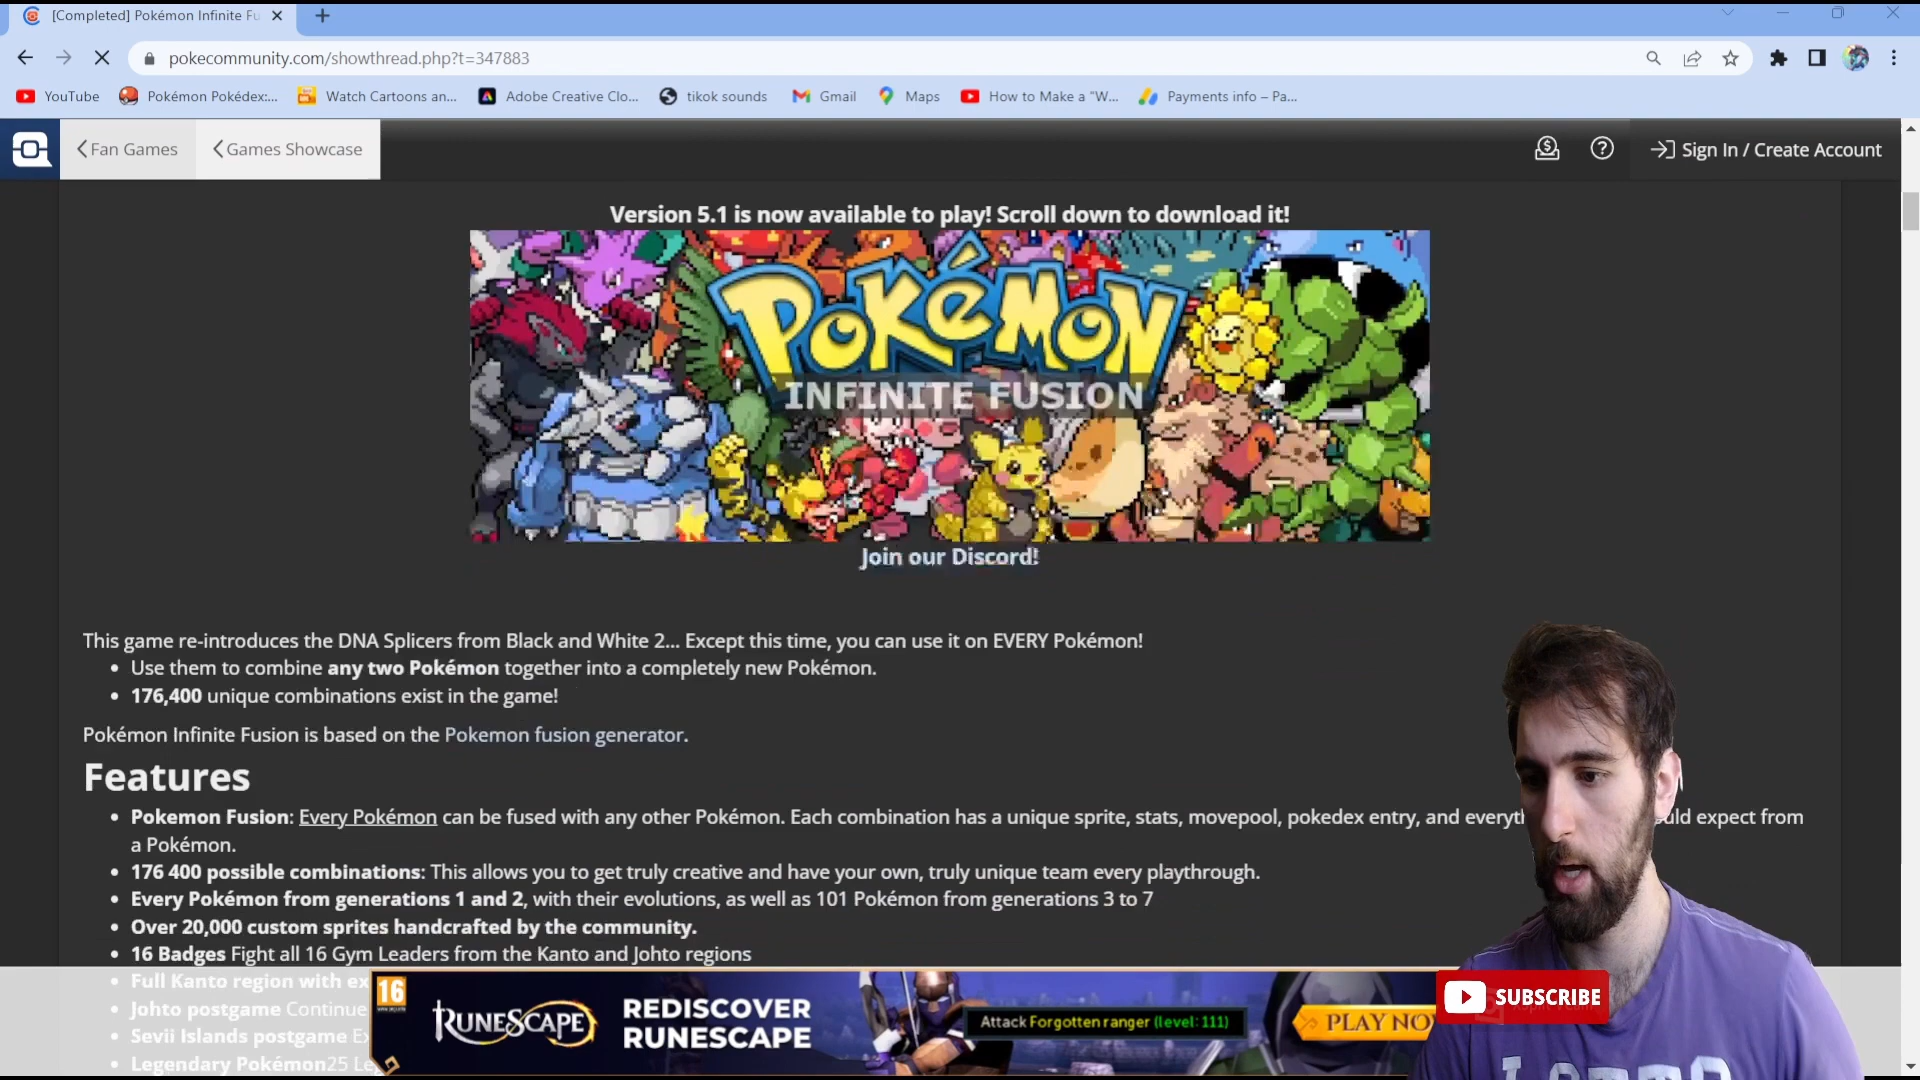 [Completed] Pokémon Infinite Fu
pokecommunity.com/showthread.php?t=347883
YouTube
Pokémon Pokédex:...
Watch Cartoons an...
Adobe Creative Clo...
tikok sounds
Gmail
Maps
How to Make a "W...
Payments info – Pa...
Fan Games
Games Showcase
Sign In / Create Account
Version 5.1 is now available to play! Scroll down to download it!
POKéMON
INFINITE FUSION
Join our Discord!
This game re-introduces the DNA Splicers from Black and White 2... Except this time, you can use it on EVERY Pokémon!
• Use them to combine any two Pokémon together into a completely new Pokémon.
• 176,400 unique combinations exist in the game!
Pokémon Infinite Fusion is based on the Pokemon fusion generator.
Features
• Pokemon Fusion: Every Pokémon can be fused with any other Pokémon. Each combination has a unique sprite, stats, movepool, pokedex entry, and everyth uld expect from
a Pokémon.
• 176 400 possible combinations: This allows you to get truly creative and have your own, truly unique team every playthrough.
• Every Pokémon from generations 1 and 2, with their evolutions, as well as 101 Pokémon from generations 3 to 7
• Over 20,000 custom sprites handcrafted by the community.
• 16 Badges Fight all 16 Gym Leaders from the Kanto and Johto regions
• Full Kanto region with ex
• Johto postgame Continue
• Sevii Islands postgame Ex
• Legendary Pokémon25 Le
16
RUNESCAPE
REDISCOVER
RUNESCAPE
Attack Forgotten ranger (level: 111)
PLAY NO
SUBSCRIBE